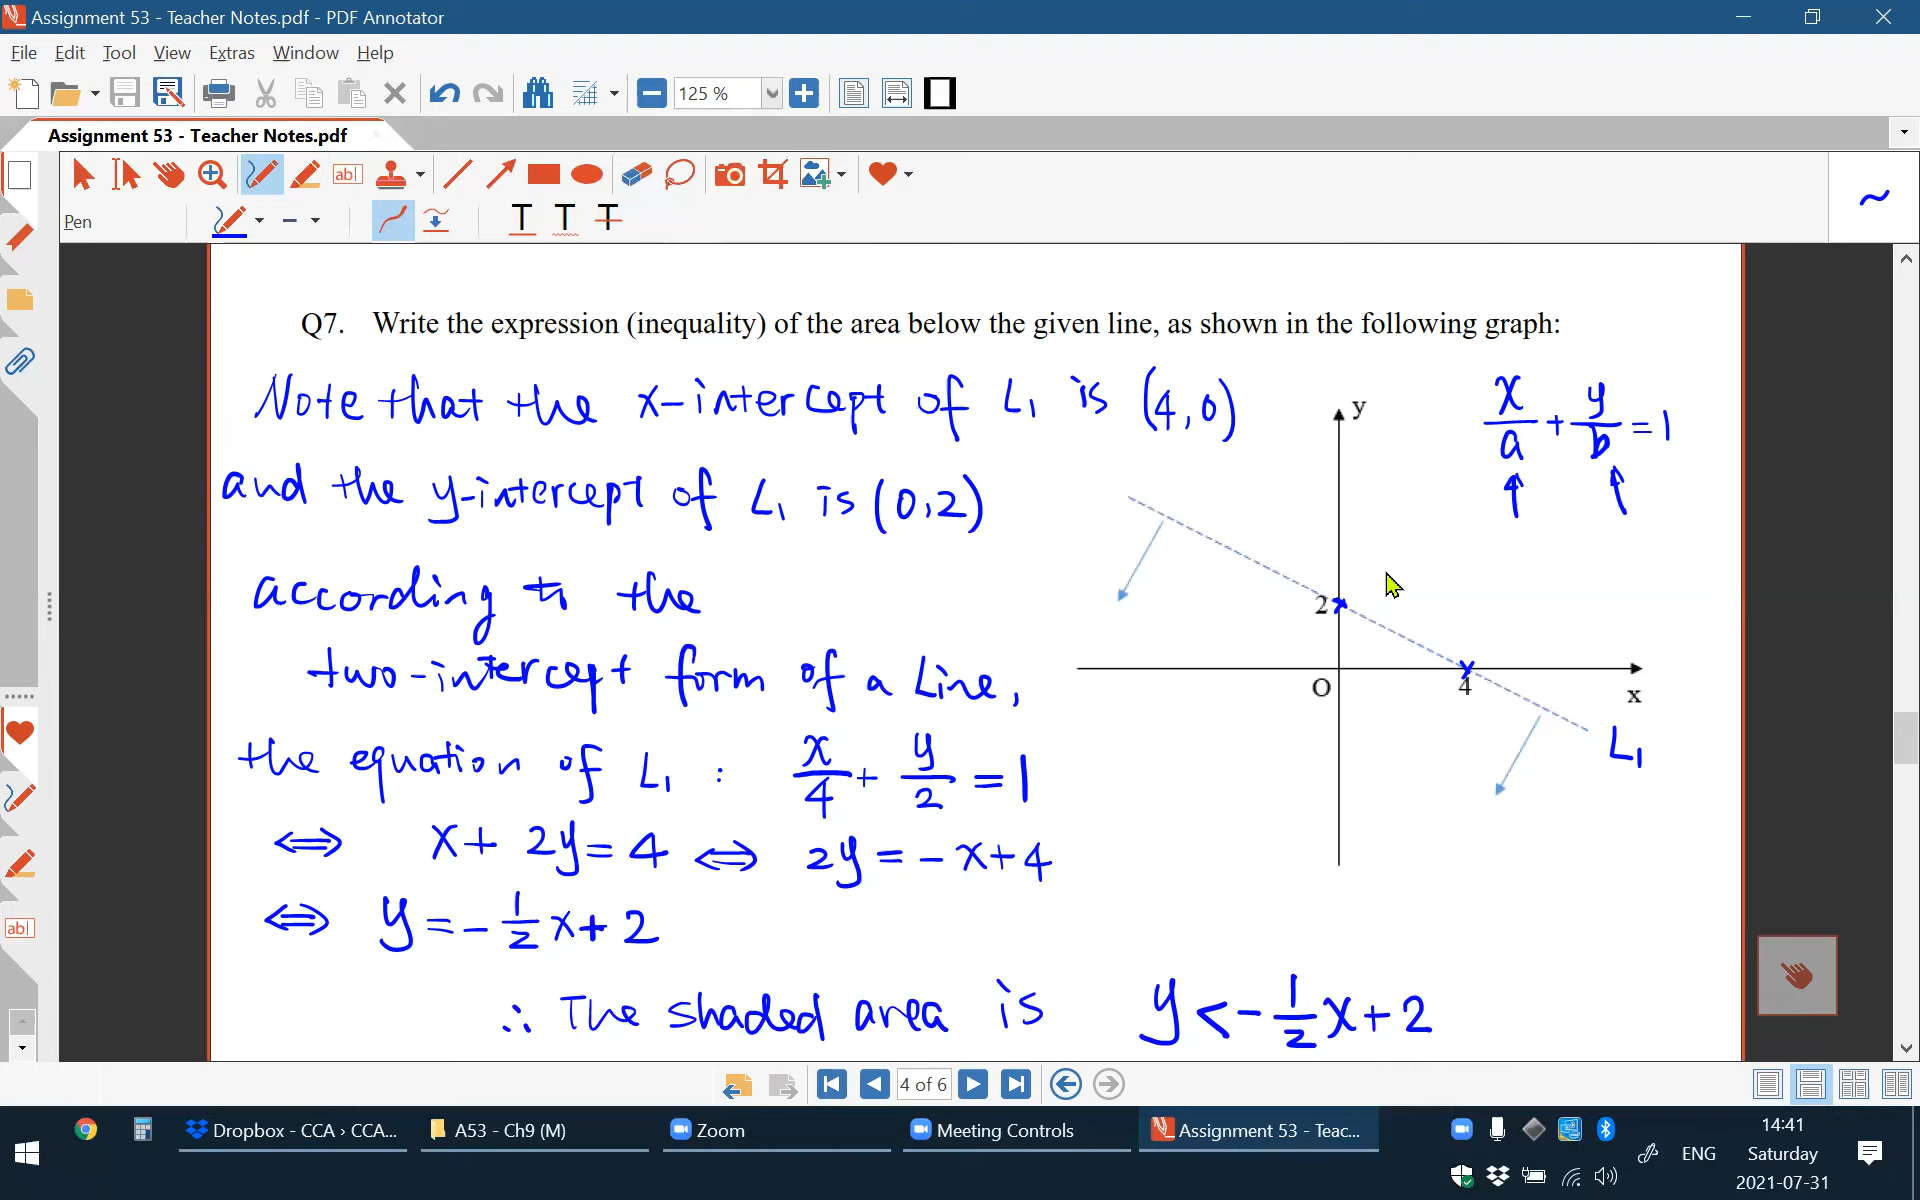 Assignment 53 - Teacher Notes.pdf - PDF Annotator
File Edit Tool View Extras Window Help
125 %
Assignment 53 - Teacher Notes.pdf
ab|
Pen
T T T
Q7. Write the expression (inequality) of the area below the given line, as shown in the following graph:
Note that the x-intercept of L₁ is (4,0)
x/a + y/b = 1
and the y-intercept of L₁ is (0,2)
y
according to the
2
two-intercept form of a Line,
O
4
x
L₁
the equation of L₁ : x/4 + y/2 = 1
⟺ x + 2y = 4 ⟺ 2y = -x+4
⟺ y = -1/2 x + 2
∴ The shaded area is y < -1/2 x + 2
ab|
4 of 6
Dropbox - CCA › CCA...
A53 - Ch9 (M)
Zoom
Meeting Controls
Assignment 53 - Teac...
ENG
14:41
Saturday
2021-07-31